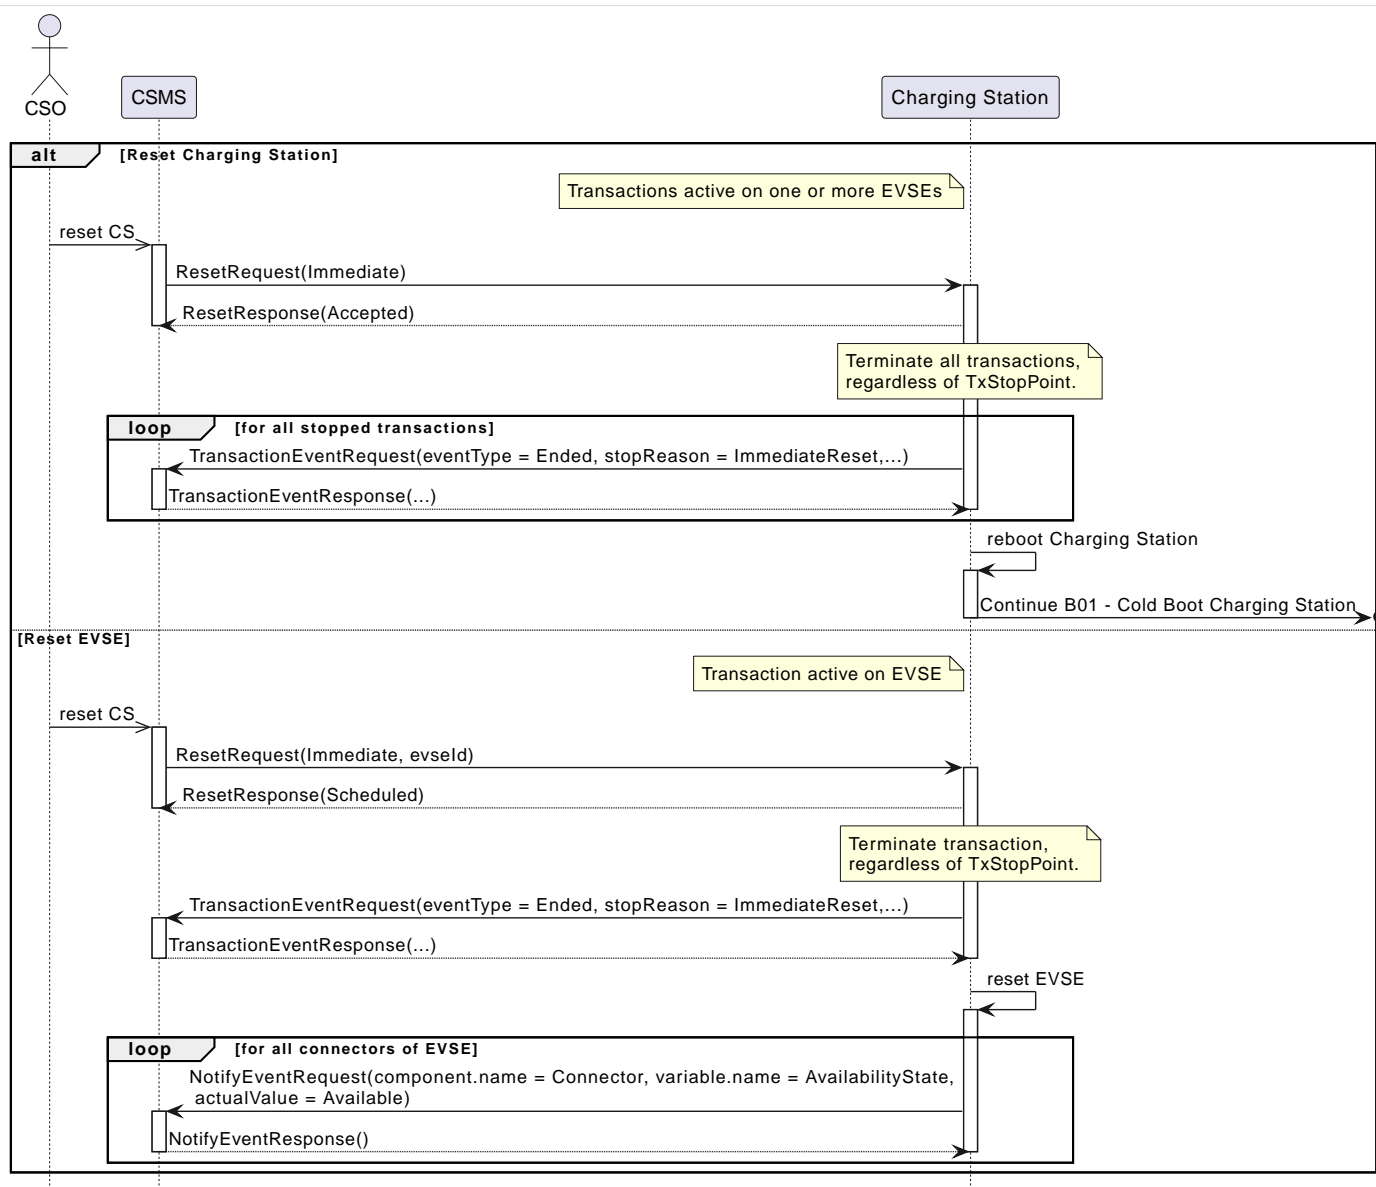 CSO
CSMS
Charging Station
alt
[Reset Charging Station]
Transactions active on one or more EVSEs
reset CS
ResetRequest(Immediate)
ResetResponse(Accepted)
Terminate all transactions,
regardless of TxStopPoint.
loop
[for all stopped transactions]
TransactionEventRequest(eventType = Ended, stopReason = ImmediateReset,...)
TransactionEventResponse(...)
reboot Charging Station
Continue B01 - Cold Boot Charging Station
[Reset EVSE]
Transaction active on EVSE
reset CS
ResetRequest(Immediate, evseId)
ResetResponse(Scheduled)
Terminate transaction,
regardless of TxStopPoint.
TransactionEventRequest(eventType = Ended, stopReason = ImmediateReset,...)
TransactionEventResponse(...)
reset EVSE
loop
[for all connectors of EVSE]
NotifyEventRequest(component.name = Connector, variable.name = AvailabilityState,
actualValue = Available)
NotifyEventResponse()